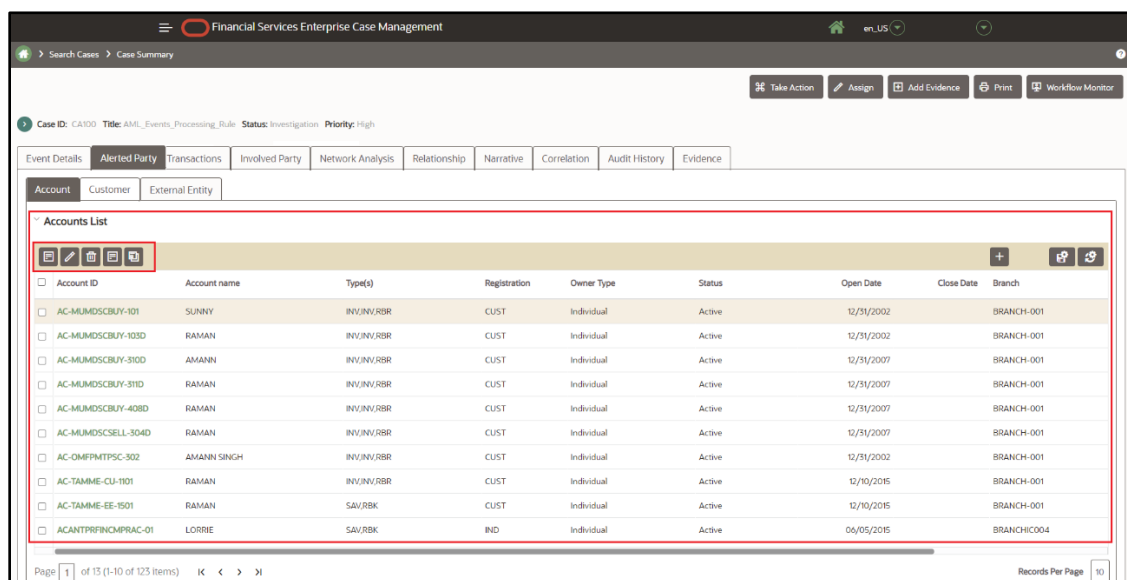 Financial Services Enterprise Case Management en_US
> Search Cases > Case Summary
Take Action Assign Add Evidence Print Workflow Monitor
Case ID: CA100 Title: AML_Events_Processing_Rule Status: Investigation Priority: High
Event Details Alerted Party Transactions Involved Party Network Analysis Relationship Narrative Correlation Audit History Evidence
Account Customer External Entity
Accounts List
Account ID Account name Type(s) Registration Owner Type Status Open Date Close Date Branch
AC-MUMDSCBUY-101 SUNNY INV,INV,RBR CUST Individual Active 12/31/2002 BRANCH-001
AC-MUMDSCBUY-103D RAMAN INV,INV,RBR CUST Individual Active 12/31/2002 BRANCH-001
AC-MUMDSCBUY-310D AMANN INV,INV,RBR CUST Individual Active 12/31/2007 BRANCH-001
AC-MUMDSCBUY-311D RAMAN INV,INV,RBR CUST Individual Active 12/31/2007 BRANCH-001
AC-MUMDSCBUY-408D RAMAN INV,INV,RBR CUST Individual Active 12/31/2007 BRANCH-001
AC-MUMDSCSELL-304D RAMAN INV,INV,RBR CUST Individual Active 12/31/2007 BRANCH-001
AC-OMFPMTPSC-302 AMANN SINGH INV,INV,RBR CUST Individual Active 12/31/2002 BRANCH-001
AC-TAMME-CU-1101 RAMAN INV,INV,RBR CUST Individual Active 12/10/2015 BRANCH-001
AC-TAMME-EE-1501 RAMAN SAV,RBK CUST Individual Active 12/10/2015 BRANCH-001
ACANTPRFINCMPRAC-01 LORRIE SAV,RBK IND Individual Active 06/05/2015 BRANCHIC004
Page 1 of 13 (1-10 of 123 items) Records Per Page 10